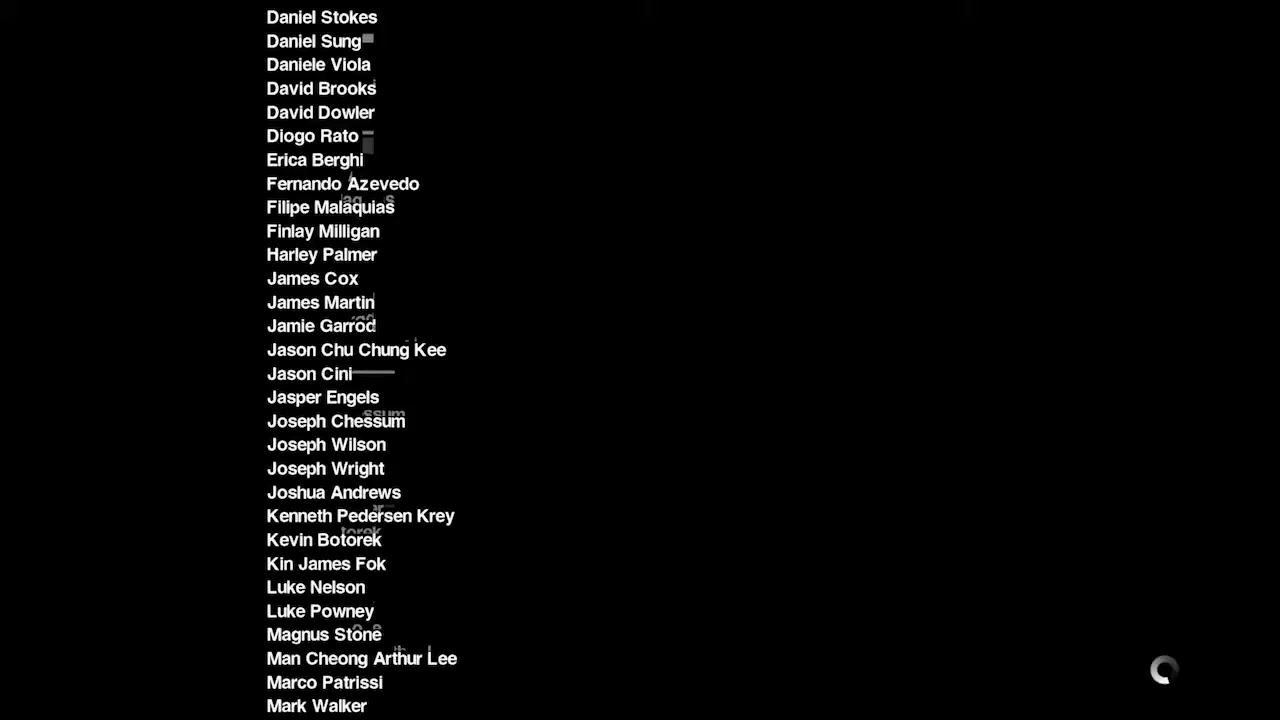 Daniel Stokes
Daniel Sung
Daniele Viola
David Brooks
David Dowler
Diogo Rato
Erica Berghi
Fernando Azevedo
Filipe Malaquias
Finlay Milligan
Harley Palmer
James Cox
James Martin
Jamie Garrod
Jason Chu Chung Kee
Jason Cini
Jasper Engels
Joseph Chessum
Joseph Wilson
Joseph Wright
Joshua Andrews
Kenneth Pedersen Krey
Kevin Botorek
Kin James Fok
Luke Nelson
Luke Powney
Magnus Stone
Man Cheong Arthur Lee
Marco Patrissi
Mark Walker